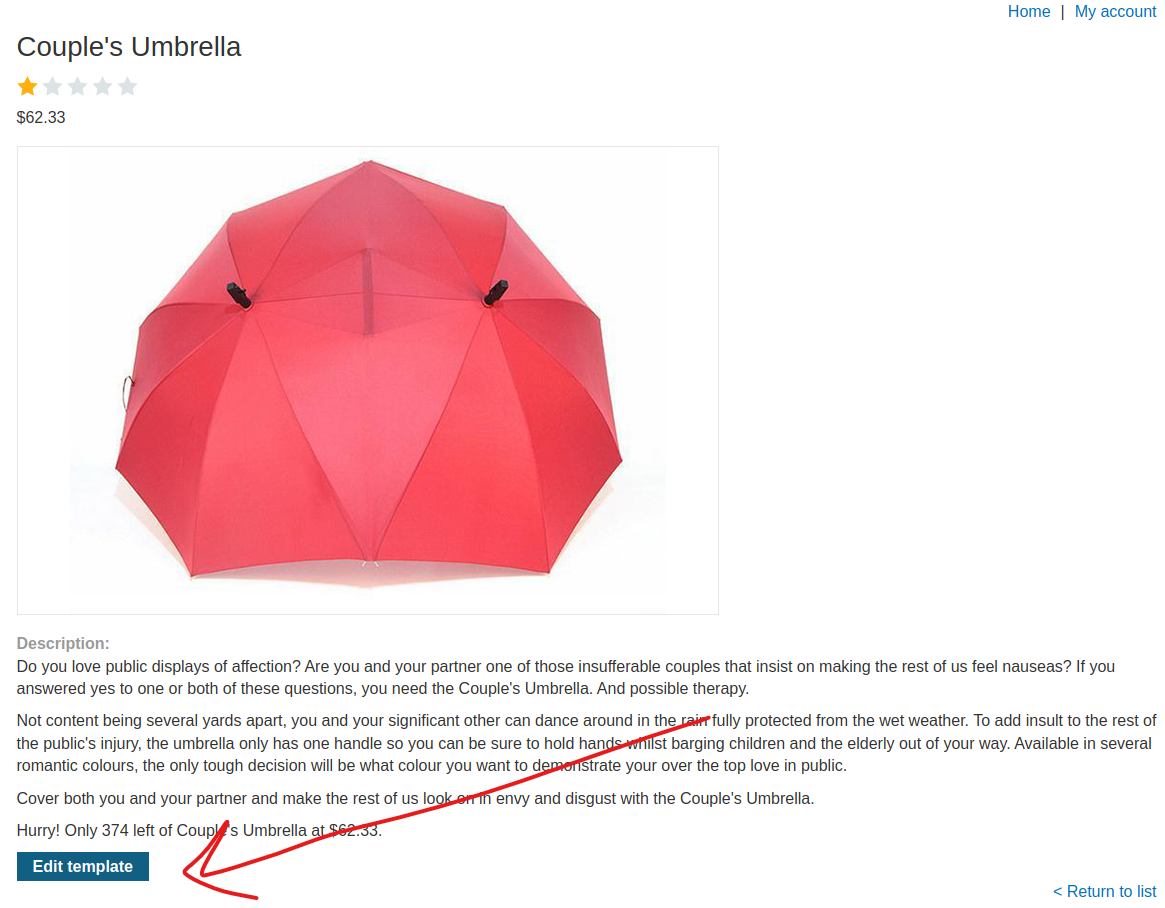 Home | My account
Couple's Umbrella
$62.33
Description:
Do you love public displays of affection? Are you and your partner one of those insufferable couples that insist on making the rest of us feel nauseas? If you
answered yes to one or both of these questions, you need the Couple's Umbrella. And possible therapy.
Not content being several yards apart, you and your significant other can dance around in the rain fully protected from the wet weather. To add insult to the rest of
the public's injury, the umbrella only has one handle so you can be sure to hold hands whilst barging children and the elderly out of your way. Available in several
romantic colours, the only tough decision will be what colour you want to demonstrate your over the top love in public.
Cover both you and your partner and make the rest of us look on in envy and disgust with the Couple's Umbrella.
Hurry! Only 374 left of Couple's Umbrella at $62.33.
Edit template
< Return to list